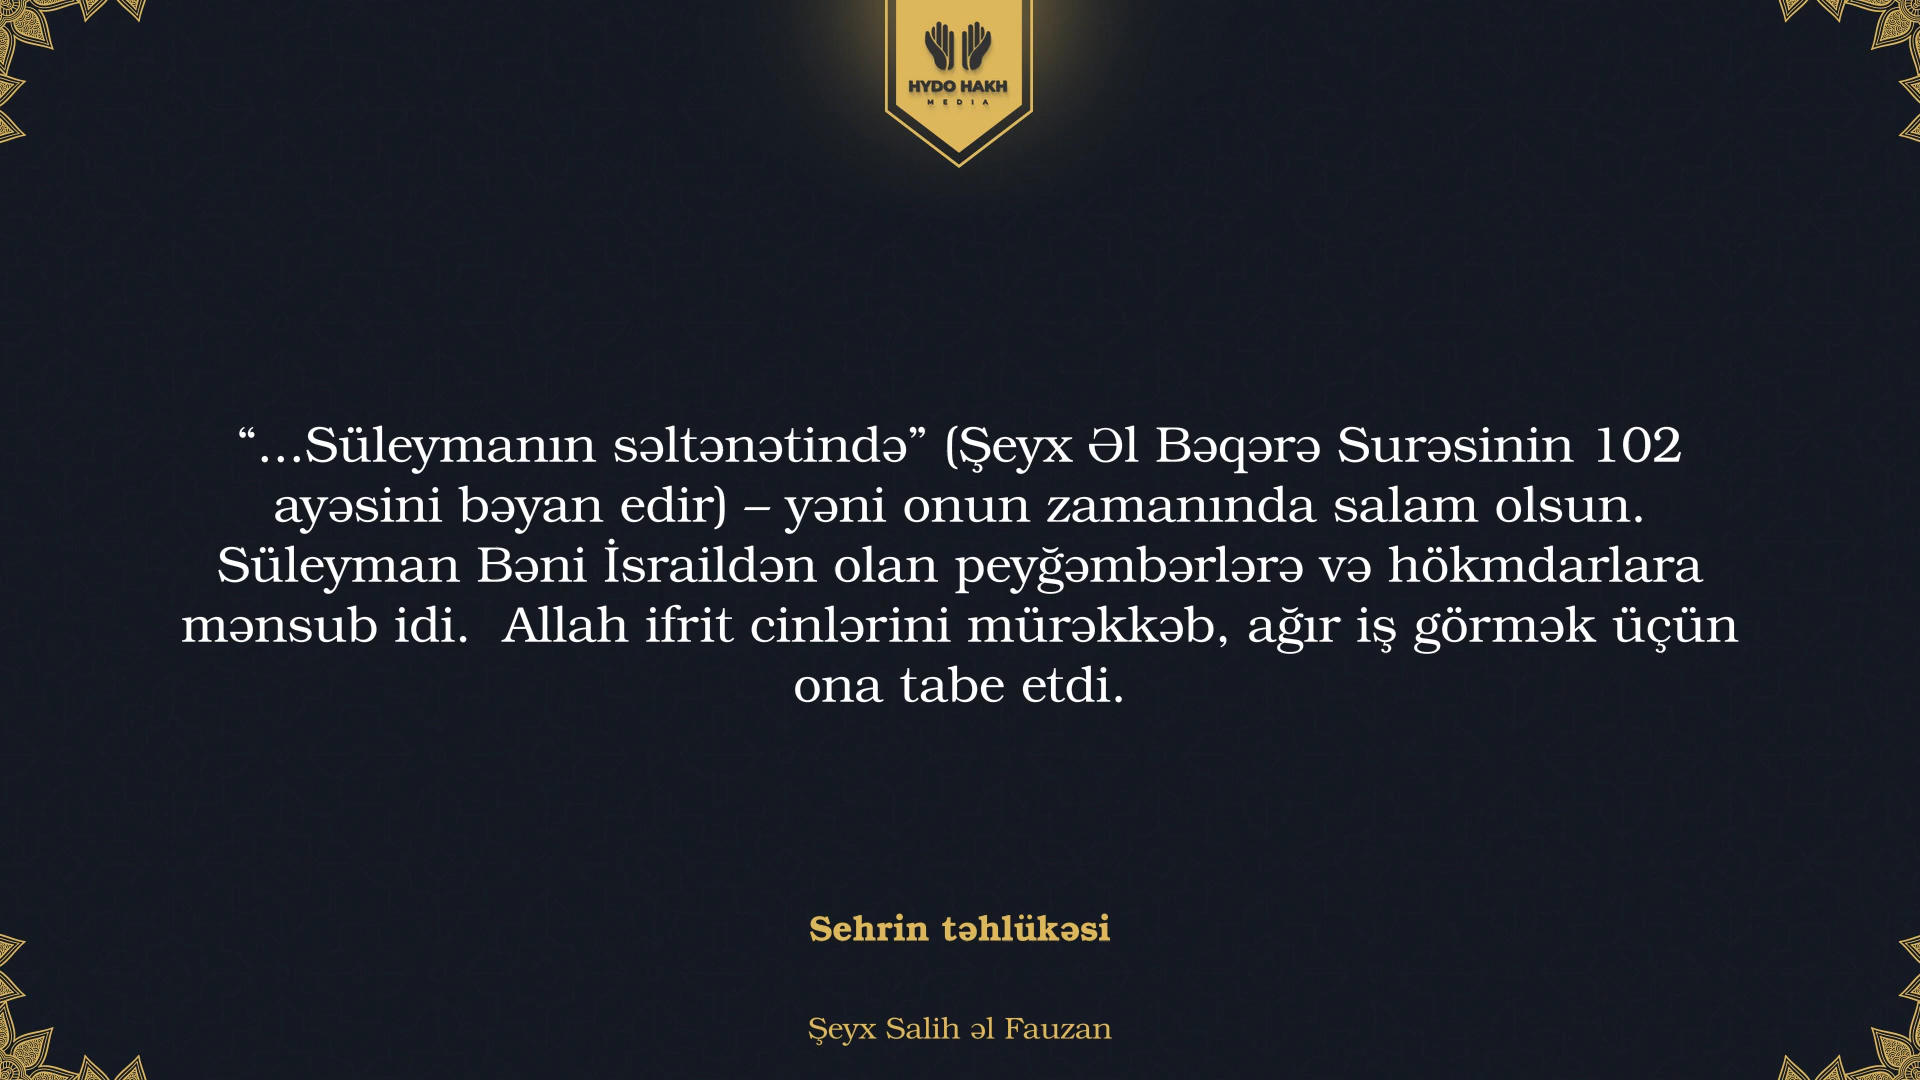 HYDO HAKH
MEDIA
“...Süleymanın səltənətində” (Şeyx Əl Bəqərə Surəsinin 102
ayəsini bəyan edir) – yəni onun zamanında salam olsun.
Süleyman Bəni İsraildən olan peyğəmbərlərə və hökmdarlara
mənsub idi.  Allah ifrit cinlərini mürəkkəb, ağır iş görmək üçün
ona tabe etdi.
Sehrin təhlükəsi
Şeyx Salih əl Fauzan